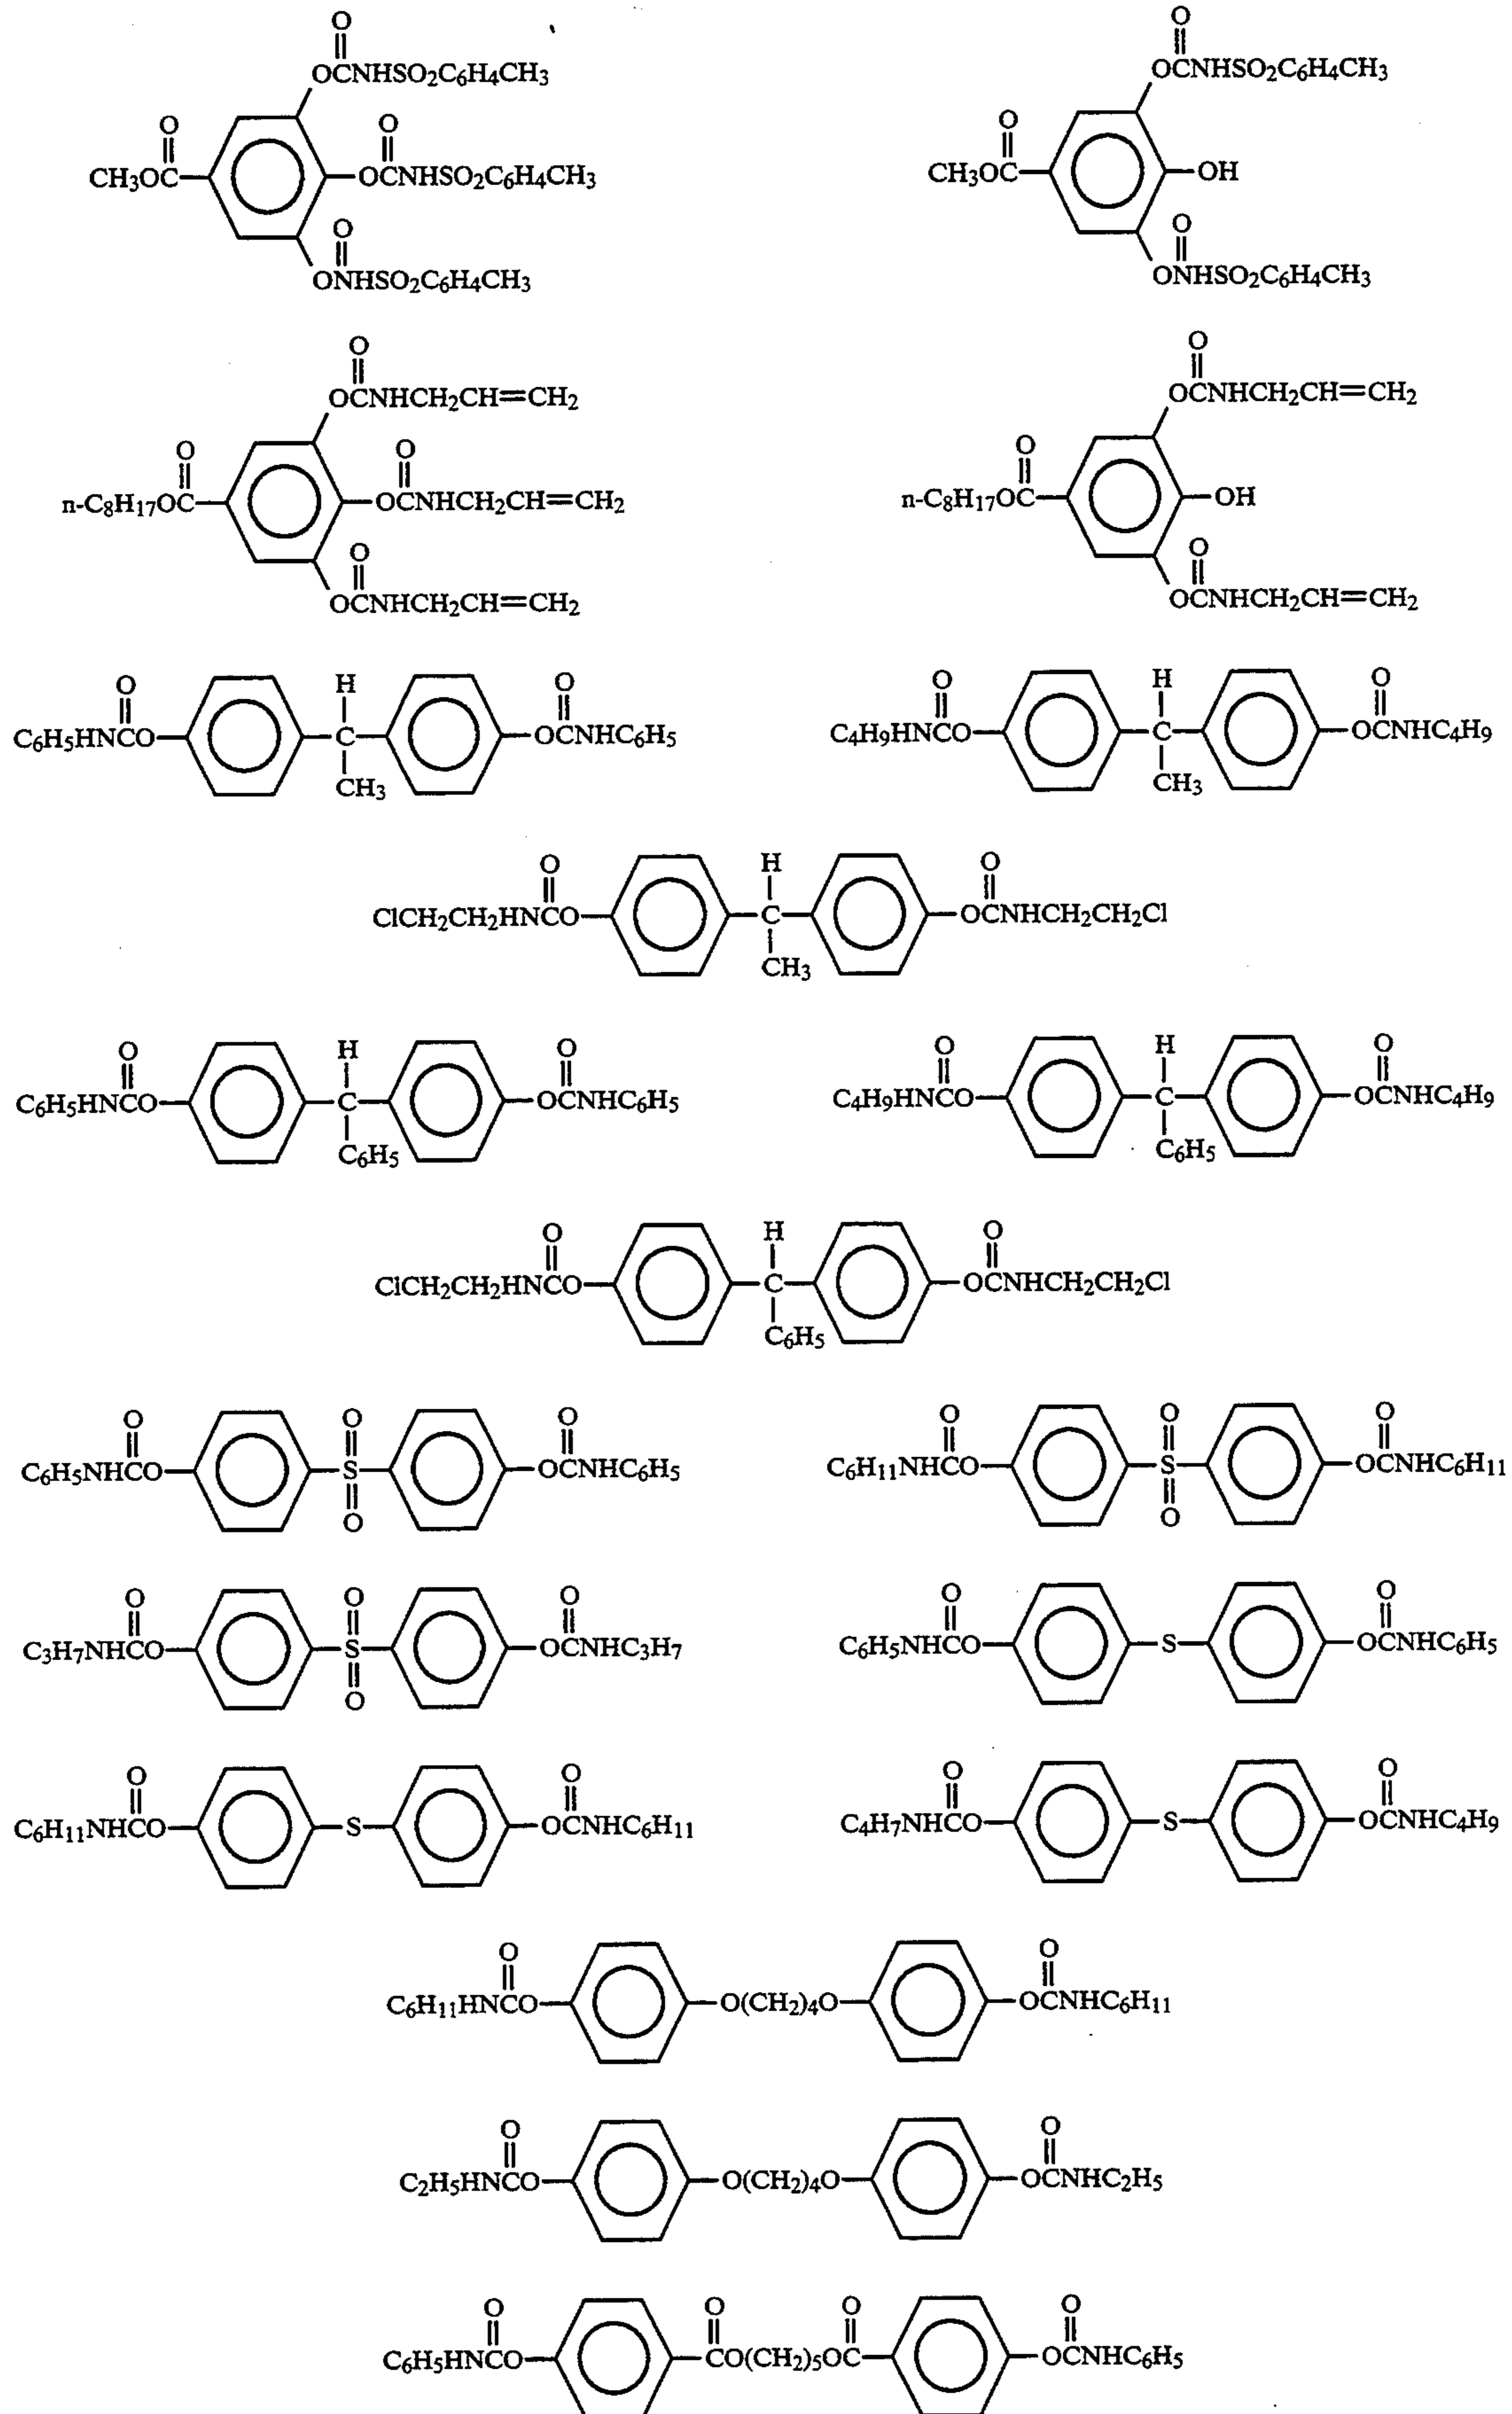 O
OCNHSO2C6H4CH3
O
O
CH3OC
OCNHSO2C6H4CH3
O
ONHSO2C6H4CH3
O
OCNHSO2C6H4CH3
O
CH3OC
OH
O
ONHSO2C6H4CH3
O
OCNHCH2CH=CH2
O
O
n-C8H17OC
OCNHCH2CH=CH2
O
OCNHCH2CH=CH2
O
OCNHCH2CH=CH2
O
n-C8H17OC
OH
O
OCNHCH2CH=CH2
O H O
C6H5HNCO C OCNHC6H5
CH3
O H O
C4H9HNCO C OCNHC4H9
CH3
O H O
ClCH2CH2HNCO C OCNHCH2CH2Cl
CH3
O H O
C6H5HNCO C OCNHC6H5
C6H5
O H O
C4H9HNCO C OCNHC4H9
C6H5
O H O
ClCH2CH2HNCO C OCNHCH2CH2Cl
C6H5
O O O
C6H5NHCO S OCNHC6H5
O
O O O
C6H11NHCO S OCNHC6H11
O
O O O
C3H7NHCO S OCNHC3H7
O
O O
C6H5NHCO S OCNHC6H5
O O
C6H11NHCO S OCNHC6H11
O O
C4H7NHCO S OCNHC4H9
O O
C6H11HNCO O(CH2)4O OCNHC6H11
O O
C2H5HNCO O(CH2)4O OCNHC2H5
O O O O
C6H5HNCO CO(CH2)5OC OCNHC6H5